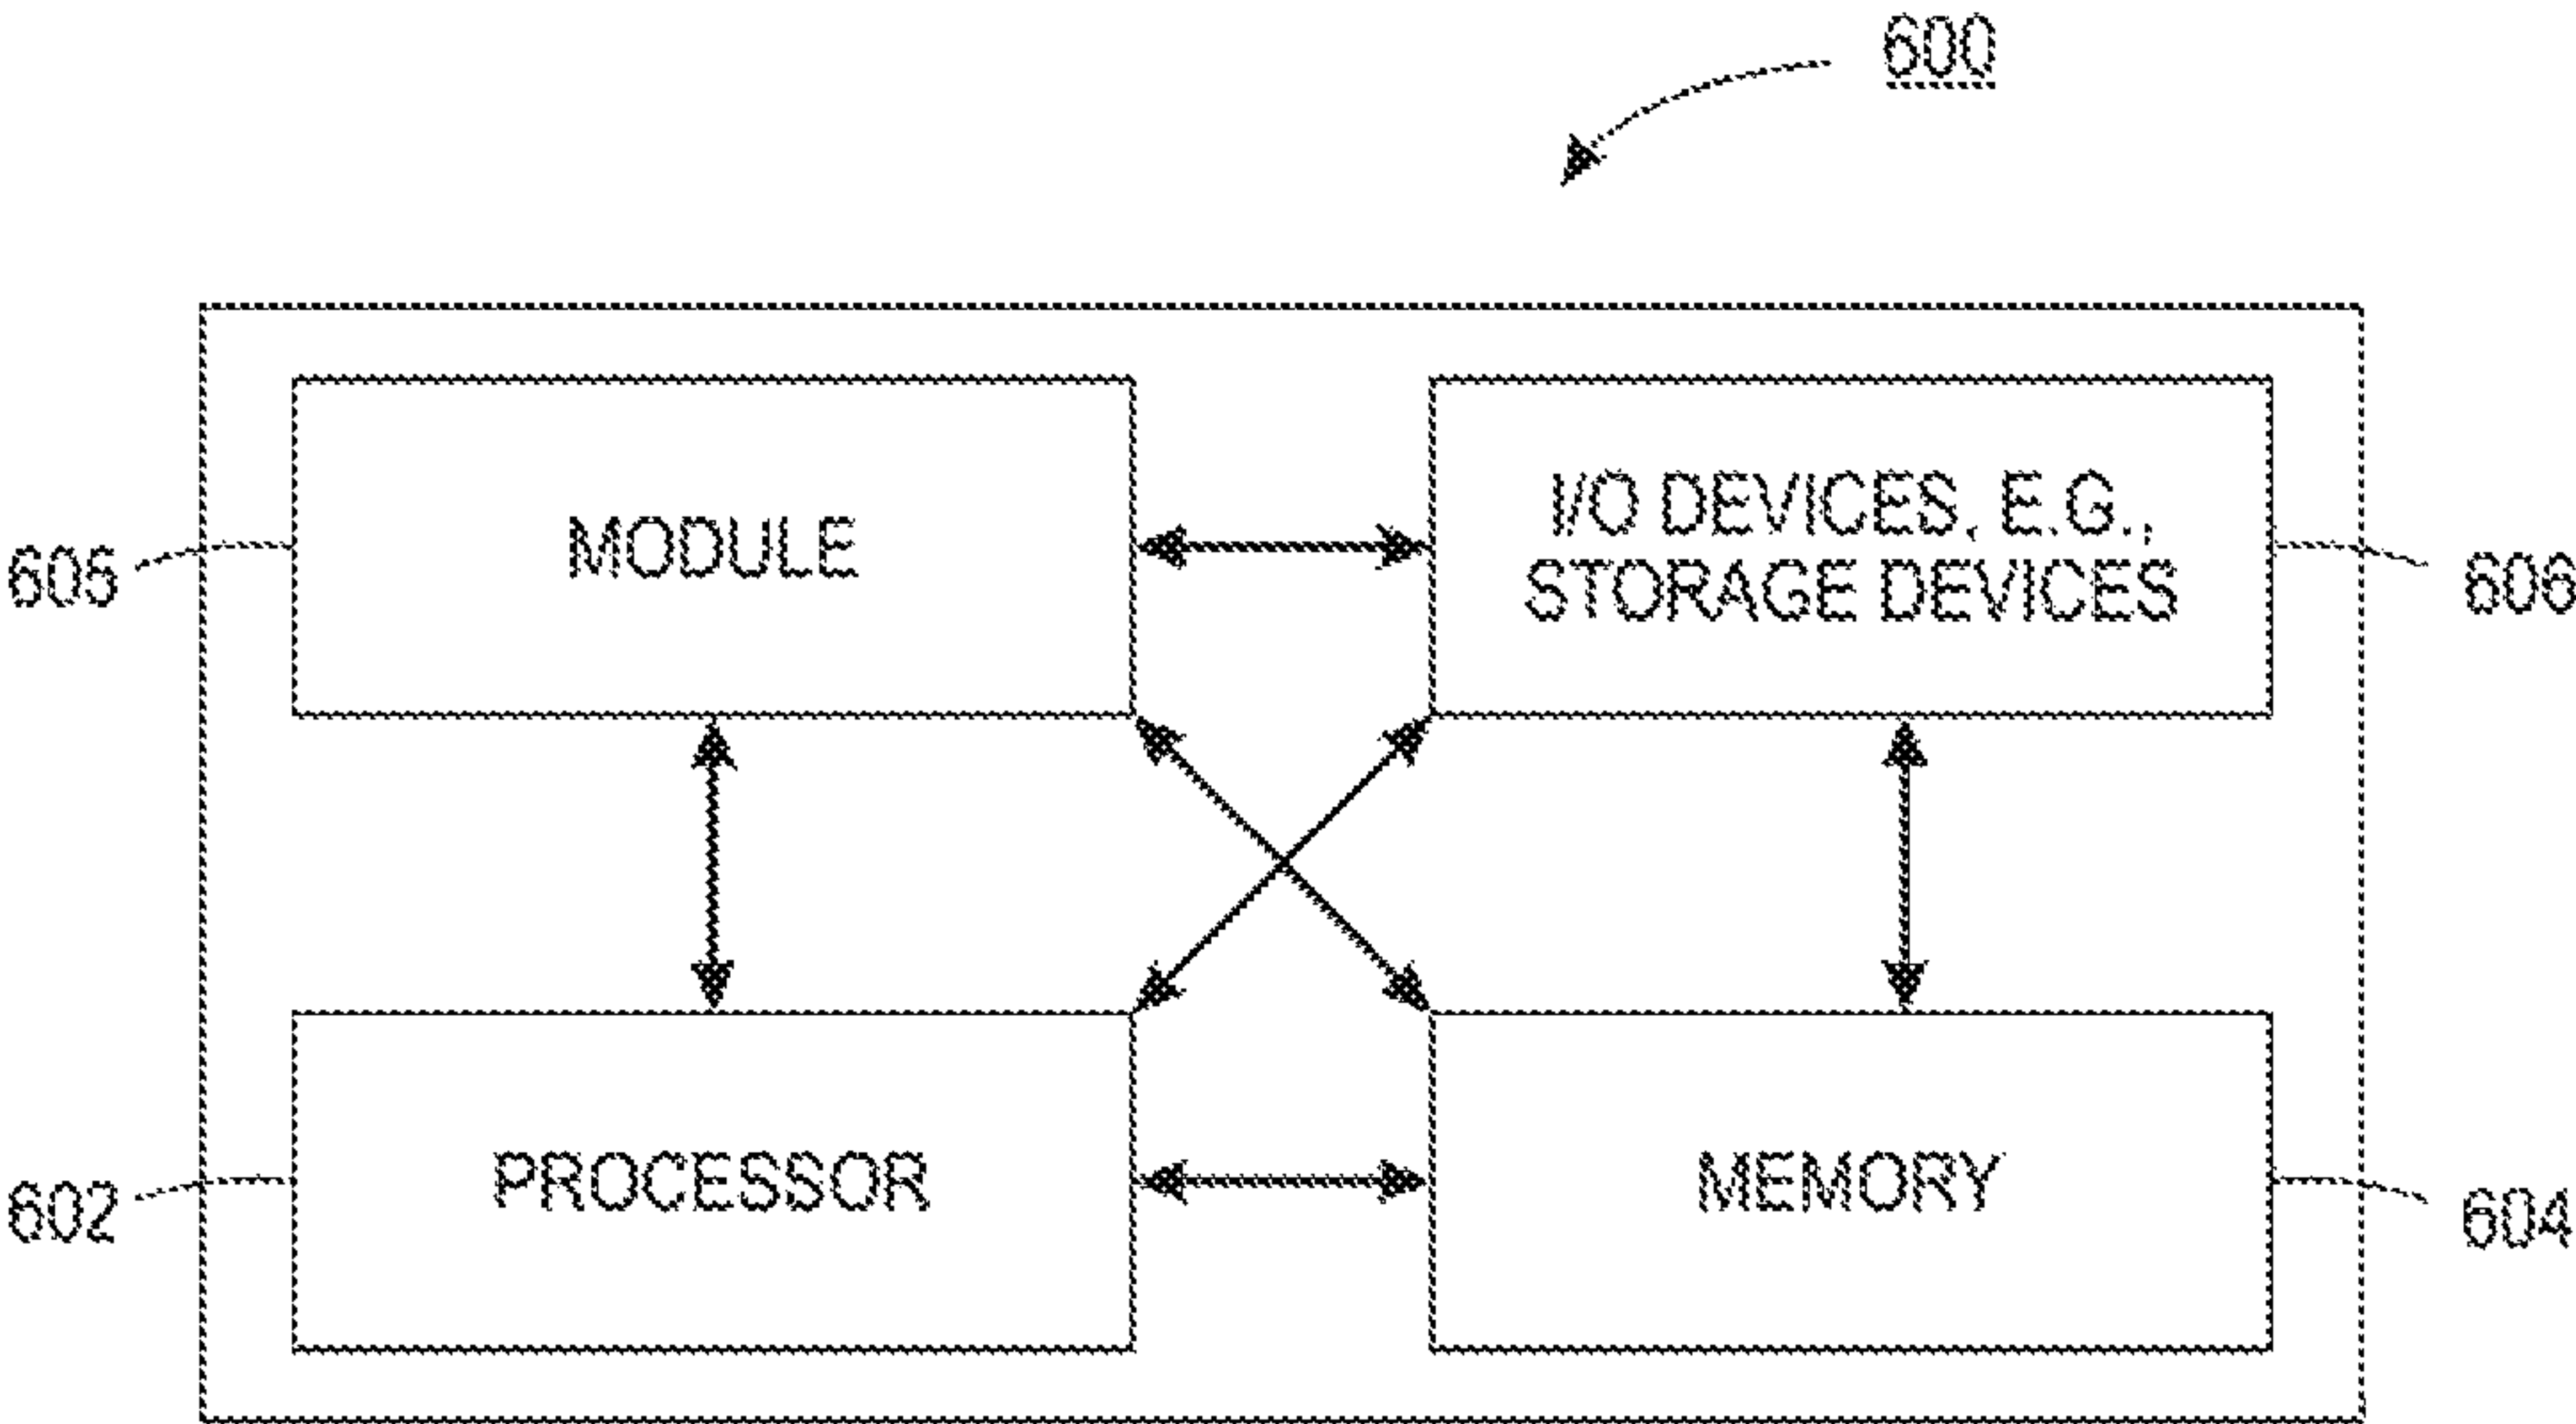 600
MODULE
I/O DEVICES, E.G.,
STORAGE DEVICES
605
606
PROCESSOR
MEMORY
602
604